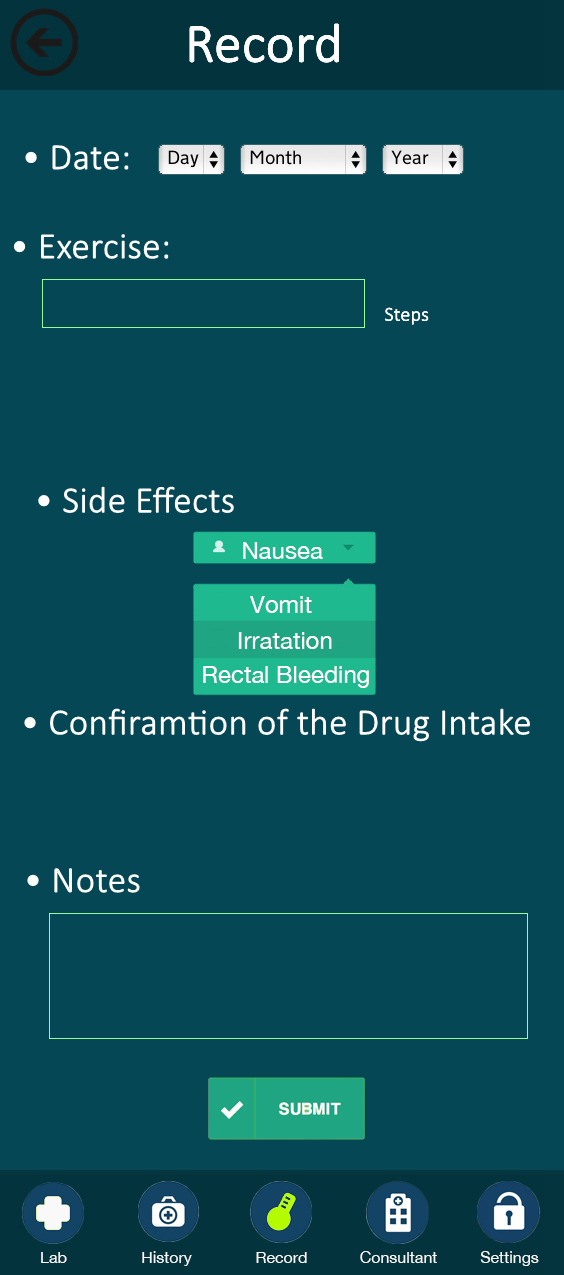 Record
• Date: Day Month Year
• Exercise:
Steps
• Side Effects
Nausea
Vomit
Irratation
Rectal Bleeding
• Confiramtion of the Drug Intake
• Notes
SUBMIT
Lab History Record Consultant Settings